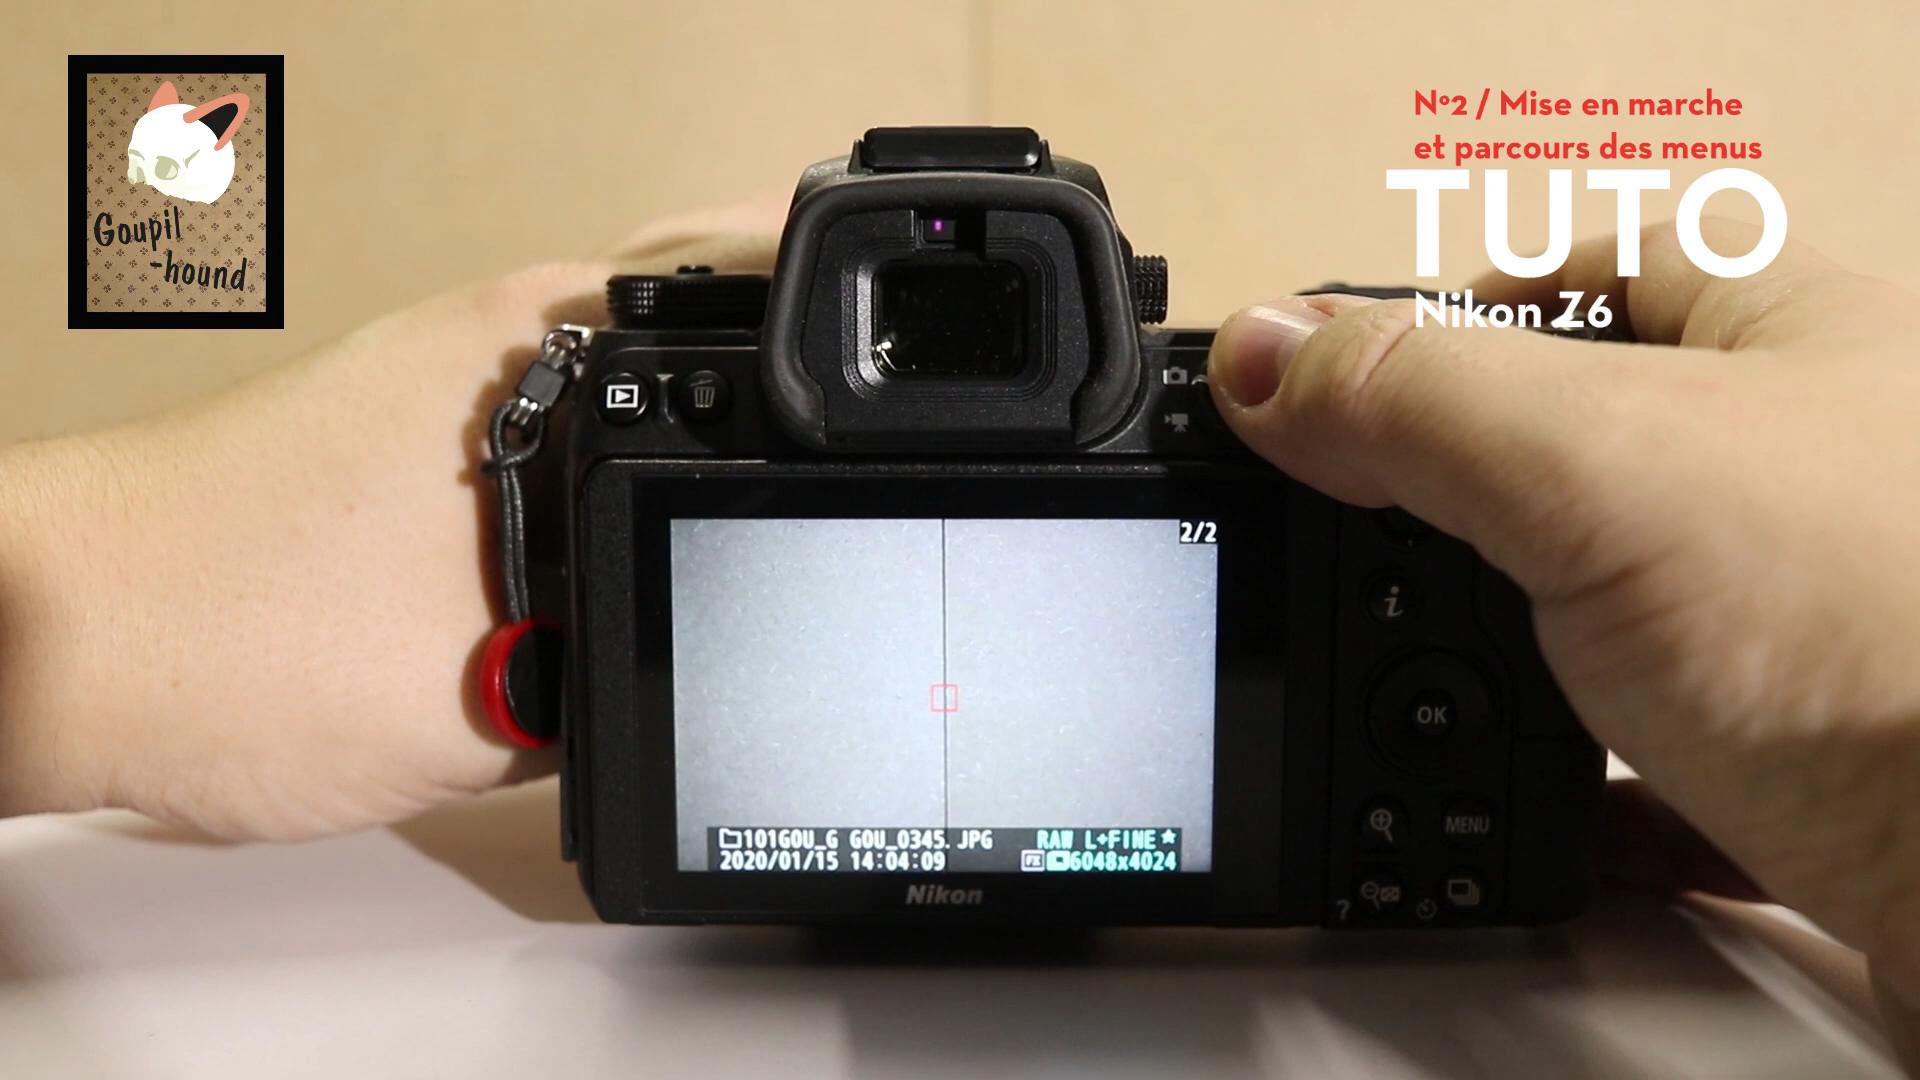 Goupil
-hound
N°2 / Mise en marche
et parcours des menus
TUTO
Nikon Z6
2/2
i
OK
101GOU_G GOU_0345.JPG RAW L+FINE★
2020/01/15 14:04:09 FX 6048x4024
MENU
Nikon
?